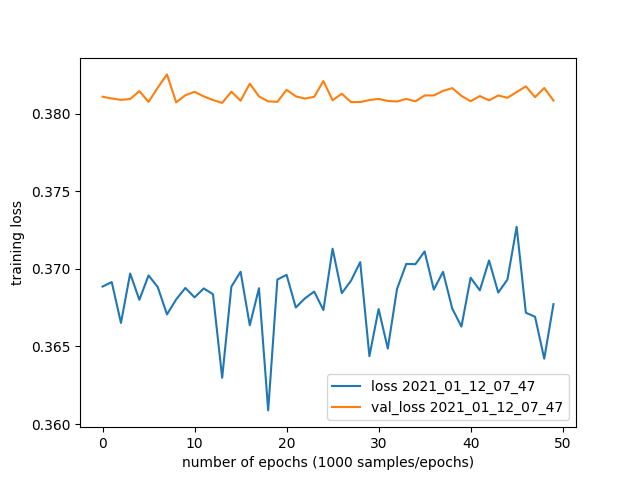 0.380
0.375
0.370
0.365
0.360
training loss
loss 2021_01_12_07_47
val_loss 2021_01_12_07_47
0 10 20 30 40 50
number of epochs (1000 samples/epochs)